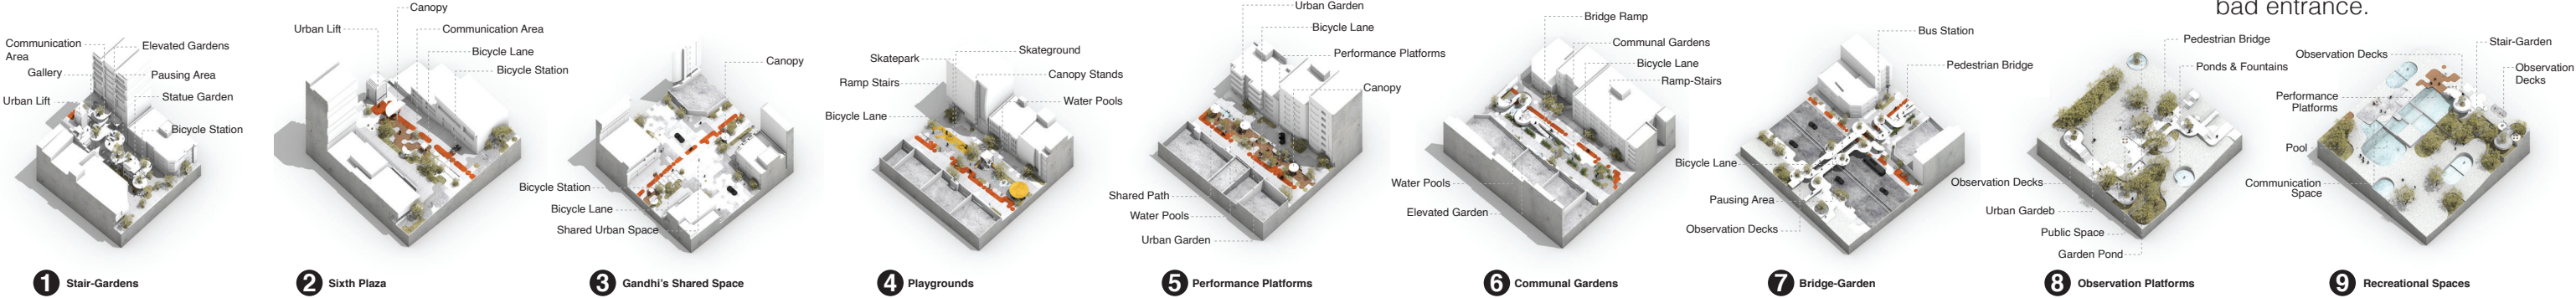 bad entrance.
Communication
Area
Elevated Gardens
Gallery
Pausing Area
Urban Lift
Statue Garden
Bicycle Station
1 Stair-Gardens
Canopy
Urban Lift
Communication Area
Bicycle Lane
Bicycle Station
2 Sixth Plaza
Canopy
Bicycle Station
Bicycle Lane
Shared Urban Space
3 Gandhi's Shared Space
Skatepark
Skateground
Ramp Stairs
Canopy Stands
Water Pools
Bicycle Lane
4 Playgrounds
Urban Garden
Bicycle Lane
Performance Platforms
Canopy
Shared Path
Water Pools
Urban Garden
5 Performance Platforms
Bridge Ramp
Communal Gardens
Bicycle Lane
Ramp-Stairs
Water Pools
Elevated Garden
6 Communal Gardens
Bus Station
Pedestrian Bridge
Bicycle Lane
Pausing Area
Observation Decks
7 Bridge-Garden
Pedestrian Bridge
Ponds & Fountains
Observation Decks
Urban Gardeb
Public Space
Garden Pond
8 Observation Platforms
Stair-Garden
Observation Decks
Observation
Decks
Performance
Platforms
Pool
Communication
Space
9 Recreational Spaces